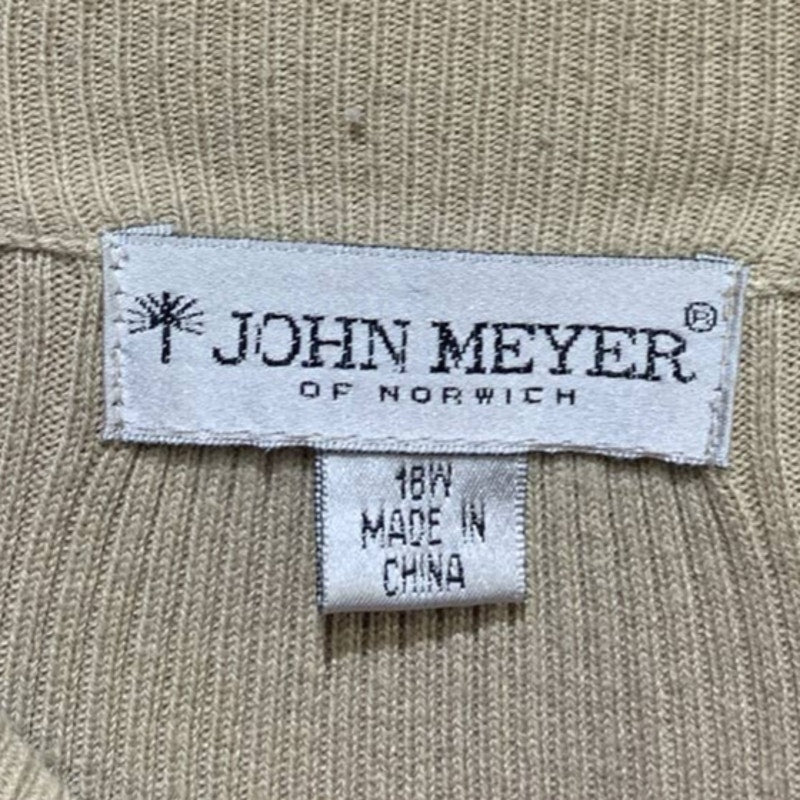 JOHN MEYER®
OF NORWICH
18W
MADE IN
CHINA